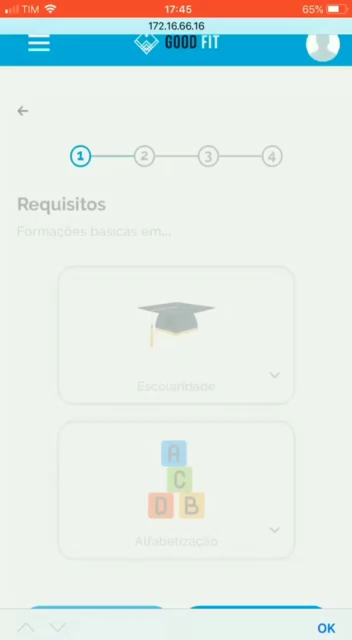 TIM 17:45 65%
172.16.66.16
GOOD FIT
1 2 3 4
Requisitos
Formações basicas em...
Escolaridade
A
C
D B
Alfabetização
OK